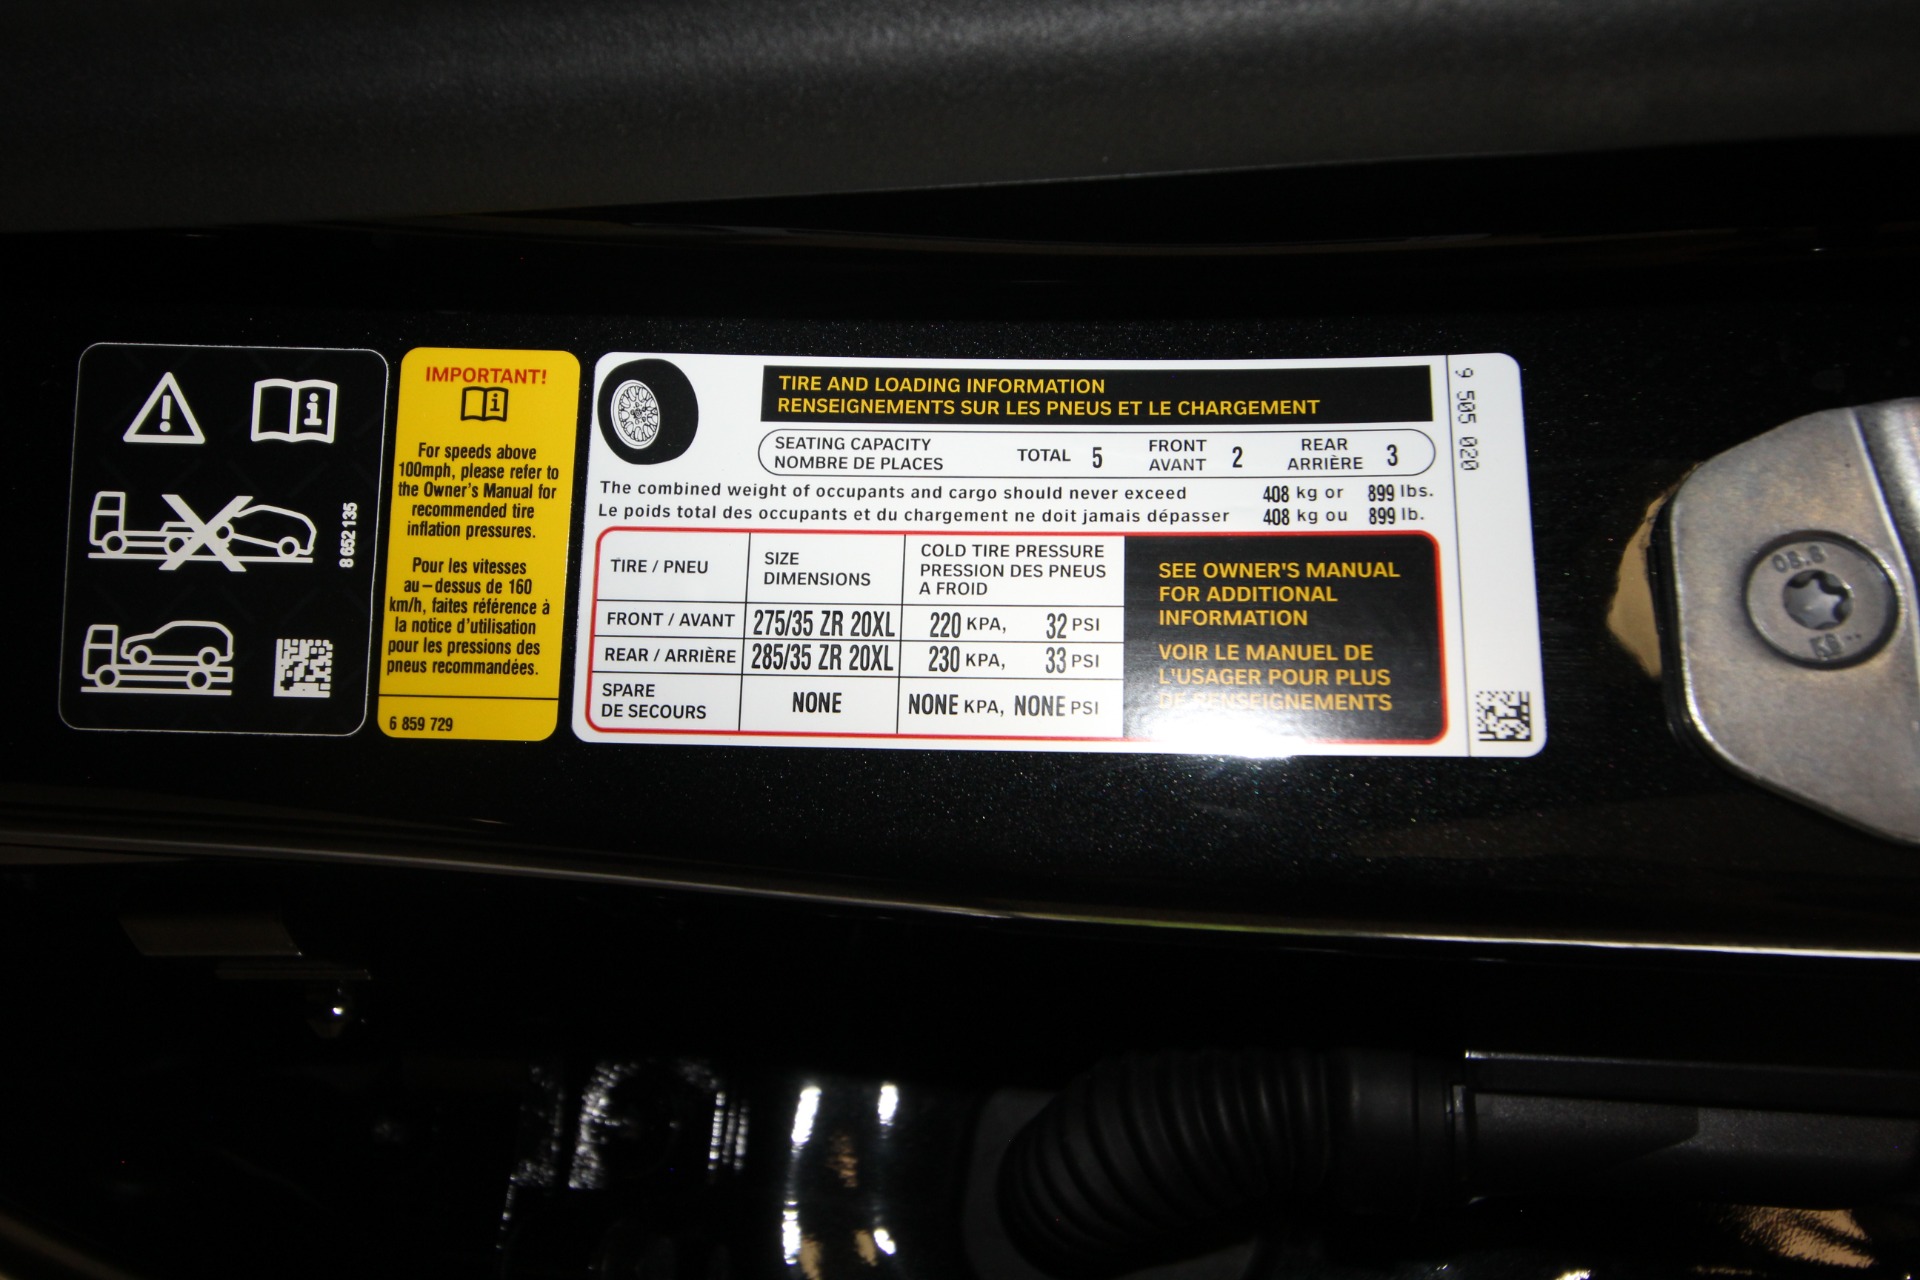 8 652 135
IMPORTANT!
For speeds above
100mph, please refer to
the Owner's Manual for
recommended tire
inflation pressures.
Pour les vitesses
au-dessus de 160
km/h, faites référence à
la notice d'utilisation
pour les pressions des
pneus recommandées.
6 859 729
TIRE AND LOADING INFORMATION
RENSEIGNEMENTS SUR LES PNEUS ET LE CHARGEMENT
SEATING CAPACITY TOTAL 5 FRONT 2 REAR 3
NOMBRE DE PLACES AVANT ARRIÈRE
The combined weight of occupants and cargo should never exceed 408 kg or 899 lbs.
Le poids total des occupants et du chargement ne doit jamais dépasser 408 kg ou 899 lb.
TIRE / PNEU
SIZE
DIMENSIONS
COLD TIRE PRESSURE
PRESSION DES PNEUS
A FROID
FRONT / AVANT 275/35 ZR 20XL 220 KPA, 32 PSI
REAR / ARRIÈRE 285/35 ZR 20XL 230 KPA, 33 PSI
SPARE
DE SECOURS
NONE NONE KPA, NONE PSI
SEE OWNER'S MANUAL
FOR ADDITIONAL
INFORMATION
VOIR LE MANUEL DE
L'USAGER POUR PLUS
DE RENSEIGNEMENTS
9 505 020